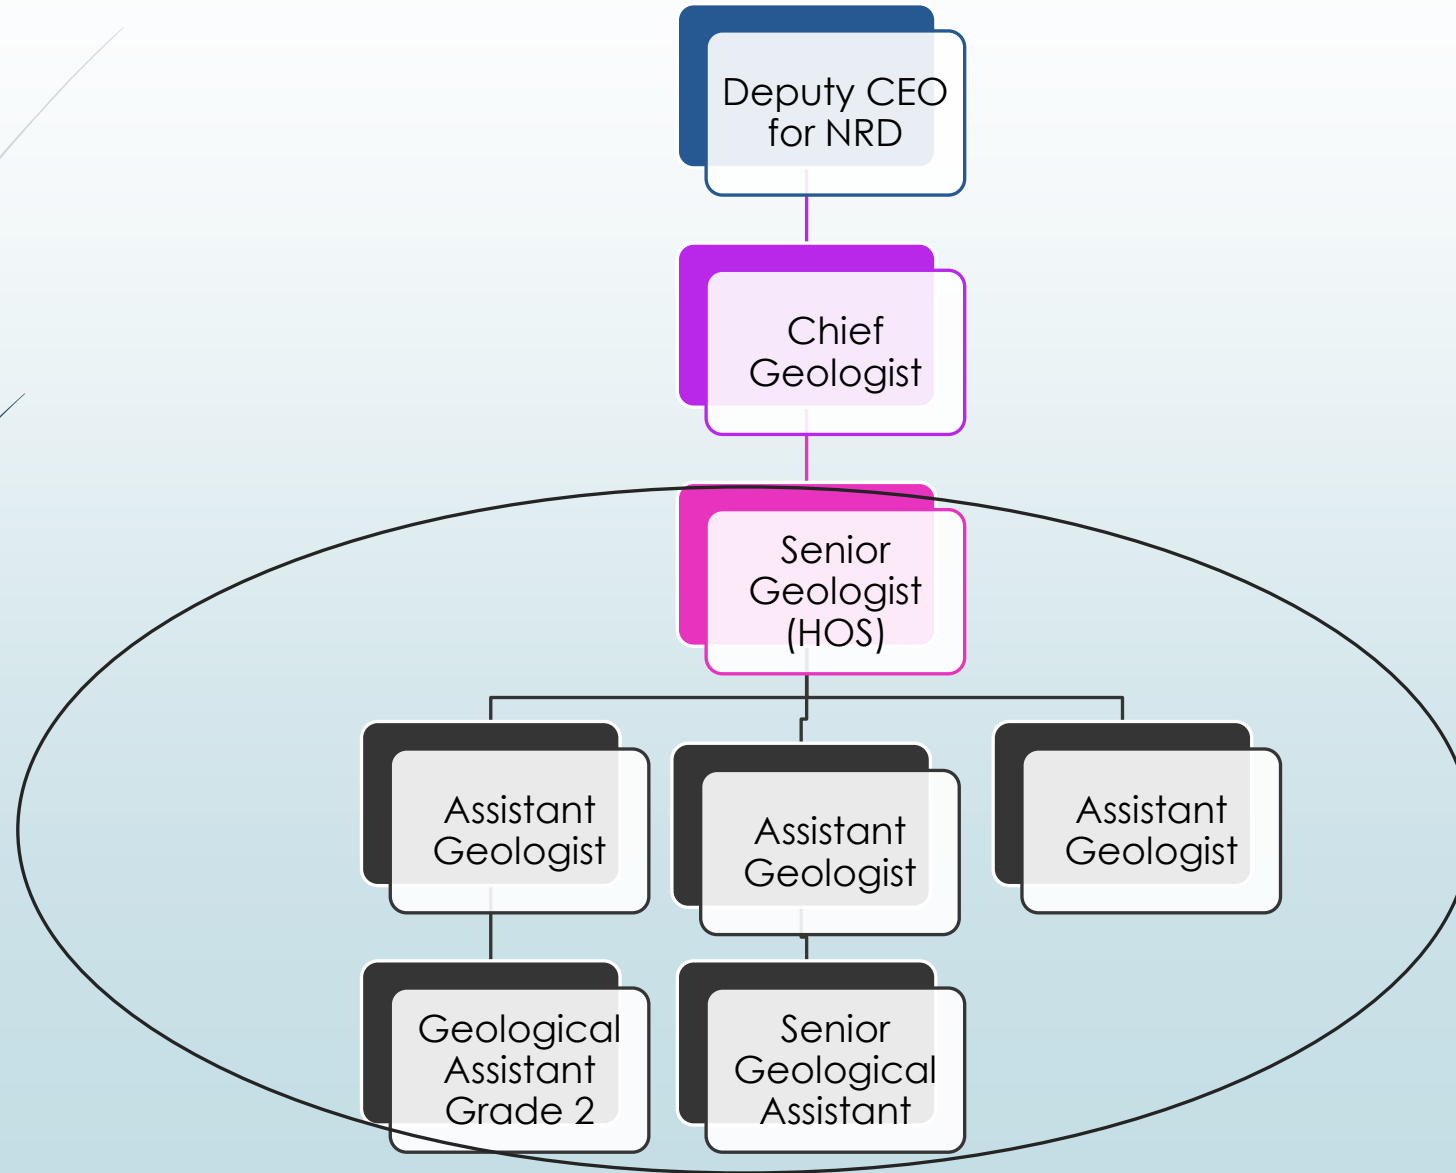 Deputy CEO
for NRD
Chief
Geologist
Senior
Geologist
(HOS)
Assistant
Geologist
Assistant
Geologist
Assistant
Geologist
Geological
Assistant
Grade 2
Senior
Geological
Assistant